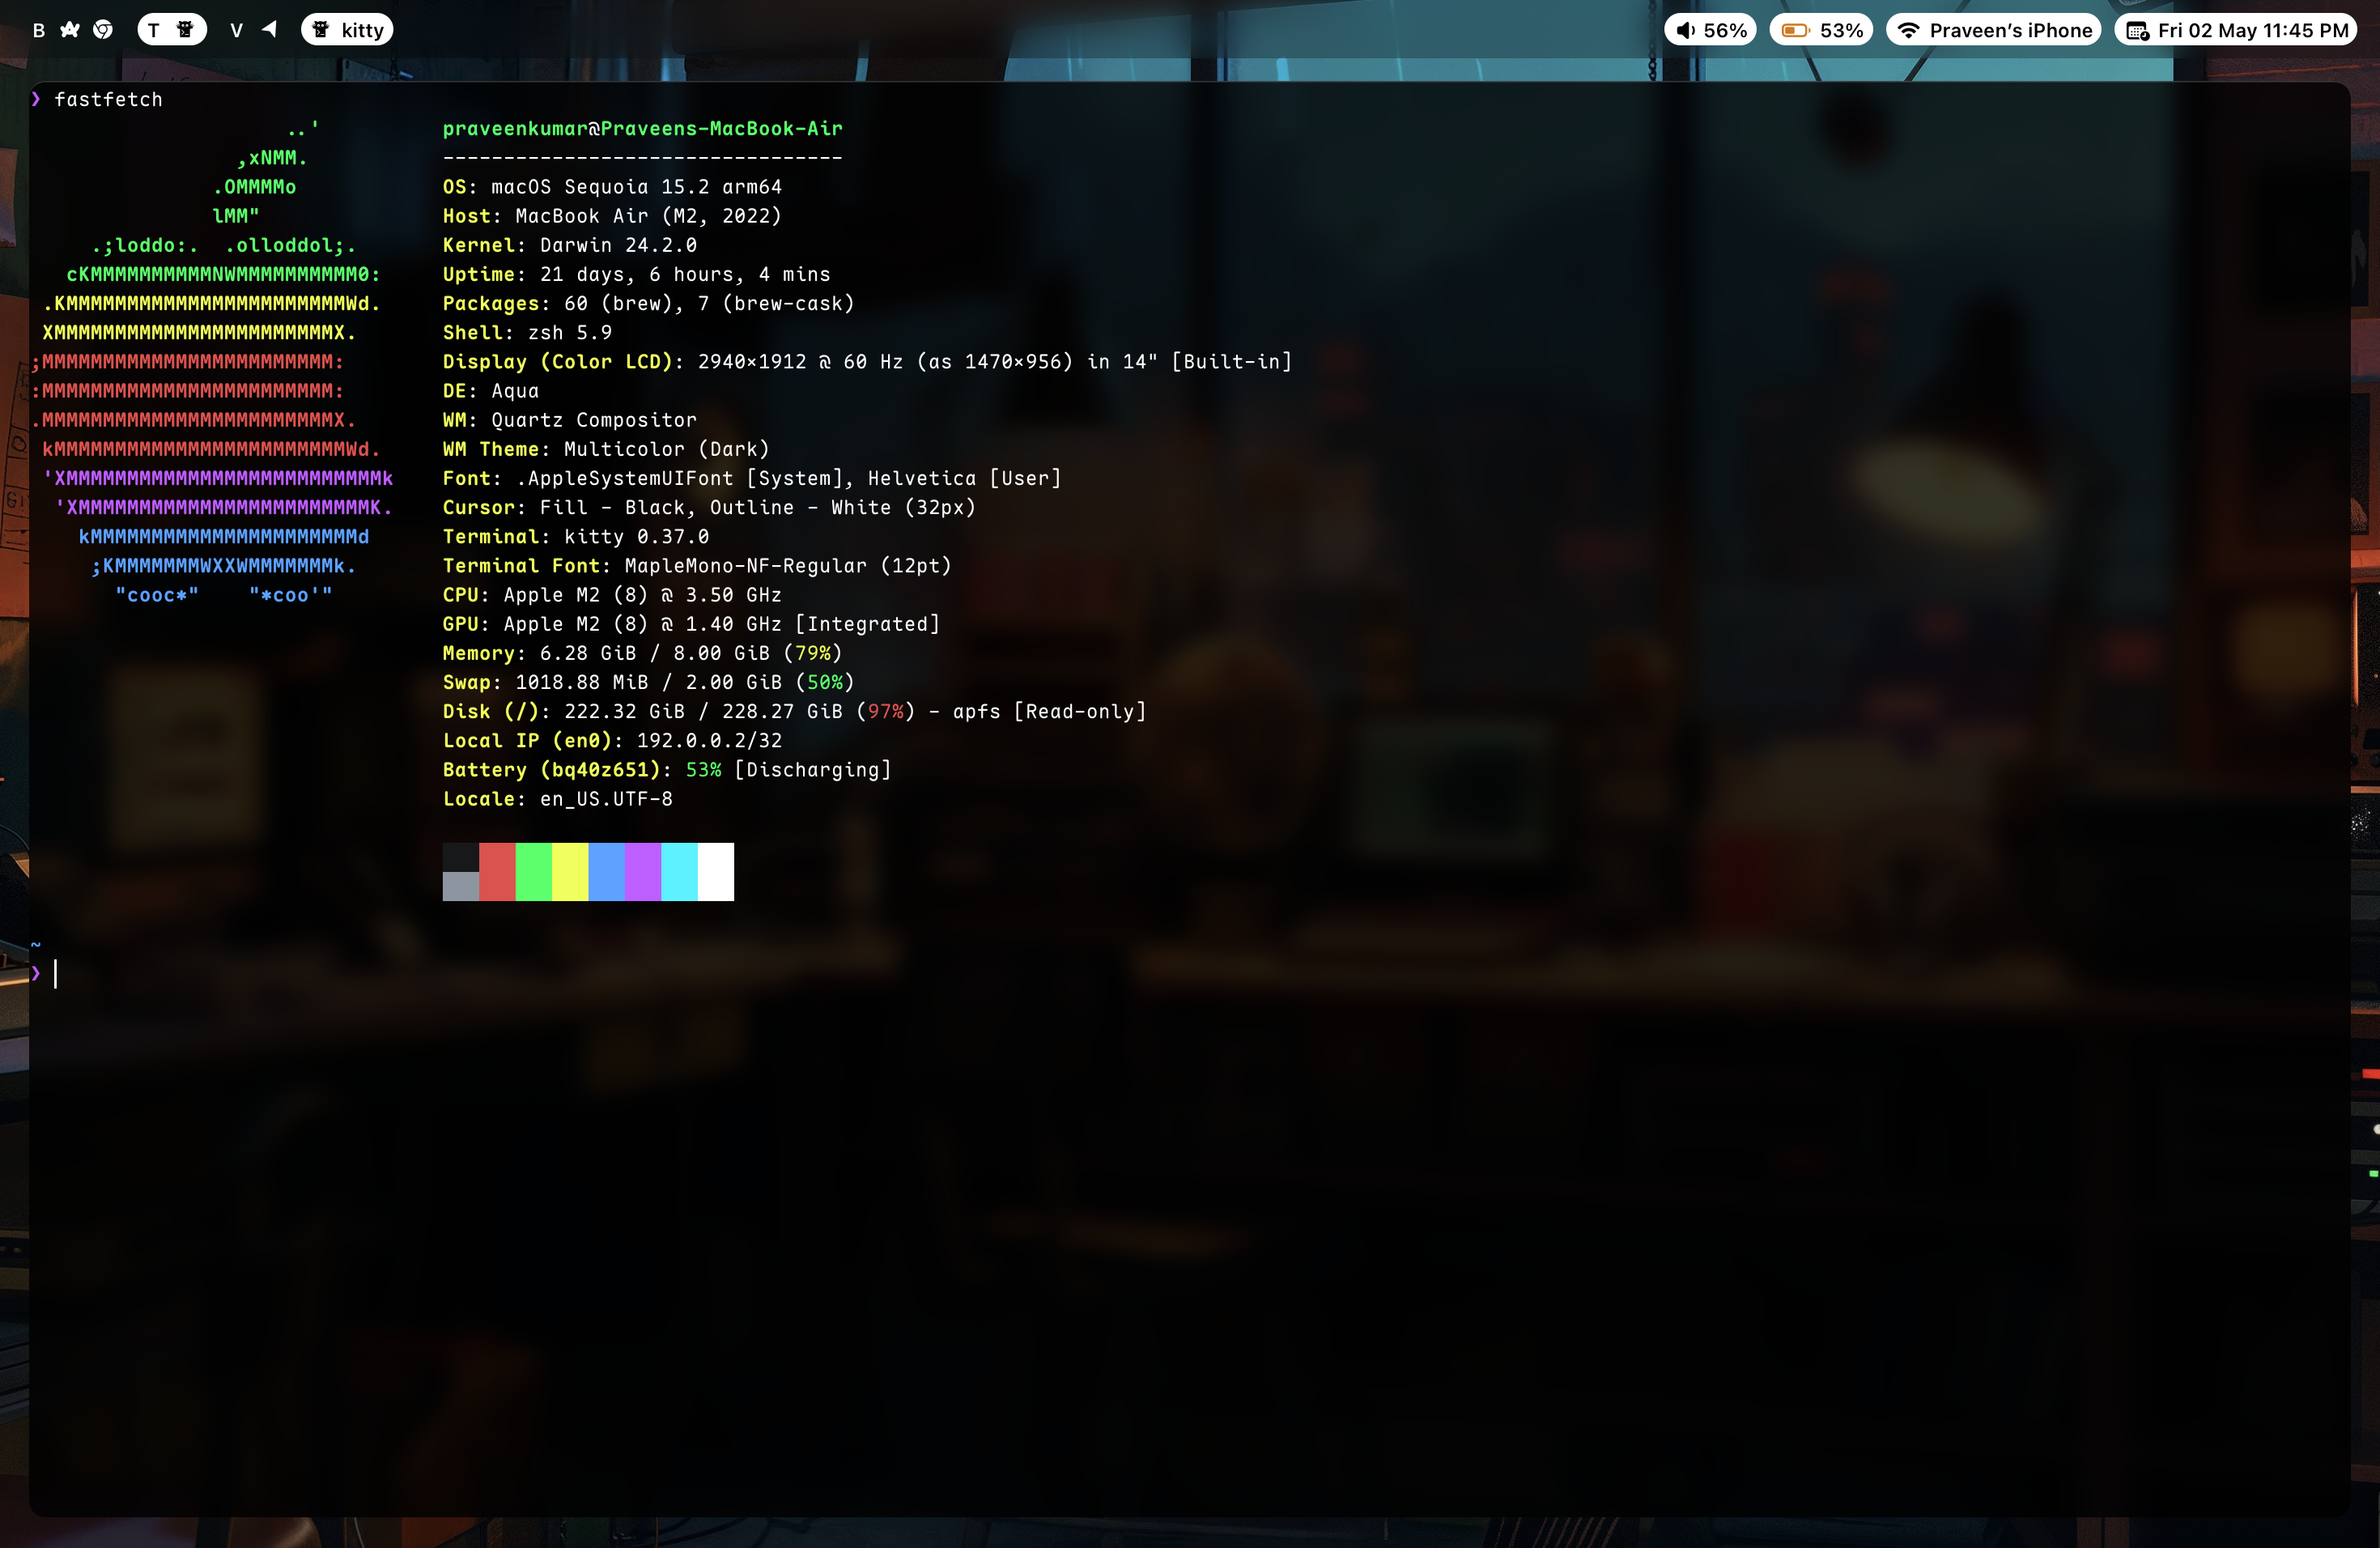 B T V kitty 56% 53% Praveen’s iPhone Fri 02 May 11:45 PM
❯ fastfetch
..' praveenkumar@Praveens-MacBook-Air
,xNMM. ---------------------------------
.OMMMMo OS: macOS Sequoia 15.2 arm64
lMM" Host: MacBook Air (M2, 2022)
.;loddo:. .olloddol;. Kernel: Darwin 24.2.0
cKMMMMMMMMMMNWMMMMMMMMMM0: Uptime: 21 days, 6 hours, 4 mins
.KMMMMMMMMMMMMMMMMMMMMMMMWd. Packages: 60 (brew), 7 (brew-cask)
XMMMMMMMMMMMMMMMMMMMMMMMX. Shell: zsh 5.9
;MMMMMMMMMMMMMMMMMMMMMMMM: Display (Color LCD): 2940×1912 @ 60 Hz (as 1470×956) in 14" [Built-in]
:MMMMMMMMMMMMMMMMMMMMMMMM: DE: Aqua
.MMMMMMMMMMMMMMMMMMMMMMMMX. WM: Quartz Compositor
kMMMMMMMMMMMMMMMMMMMMMMMMWd. WM Theme: Multicolor (Dark)
'XMMMMMMMMMMMMMMMMMMMMMMMMMMk Font: .AppleSystemUIFont [System], Helvetica [User]
'XMMMMMMMMMMMMMMMMMMMMMMMMK. Cursor: Fill - Black, Outline - White (32px)
kMMMMMMMMMMMMMMMMMMMMMMd Terminal: kitty 0.37.0
;KMMMMMMMWXXWMMMMMMMk. Terminal Font: MapleMono-NF-Regular (12pt)
"cooc*" "*coo'" CPU: Apple M2 (8) @ 3.50 GHz
GPU: Apple M2 (8) @ 1.40 GHz [Integrated]
Memory: 6.28 GiB / 8.00 GiB (79%)
Swap: 1018.88 MiB / 2.00 GiB (50%)
Disk (/): 222.32 GiB / 228.27 GiB (97%) - apfs [Read-only]
Local IP (en0): 192.0.0.2/32
Battery (bq40z651): 53% [Discharging]
Locale: en_US.UTF-8
~
❯